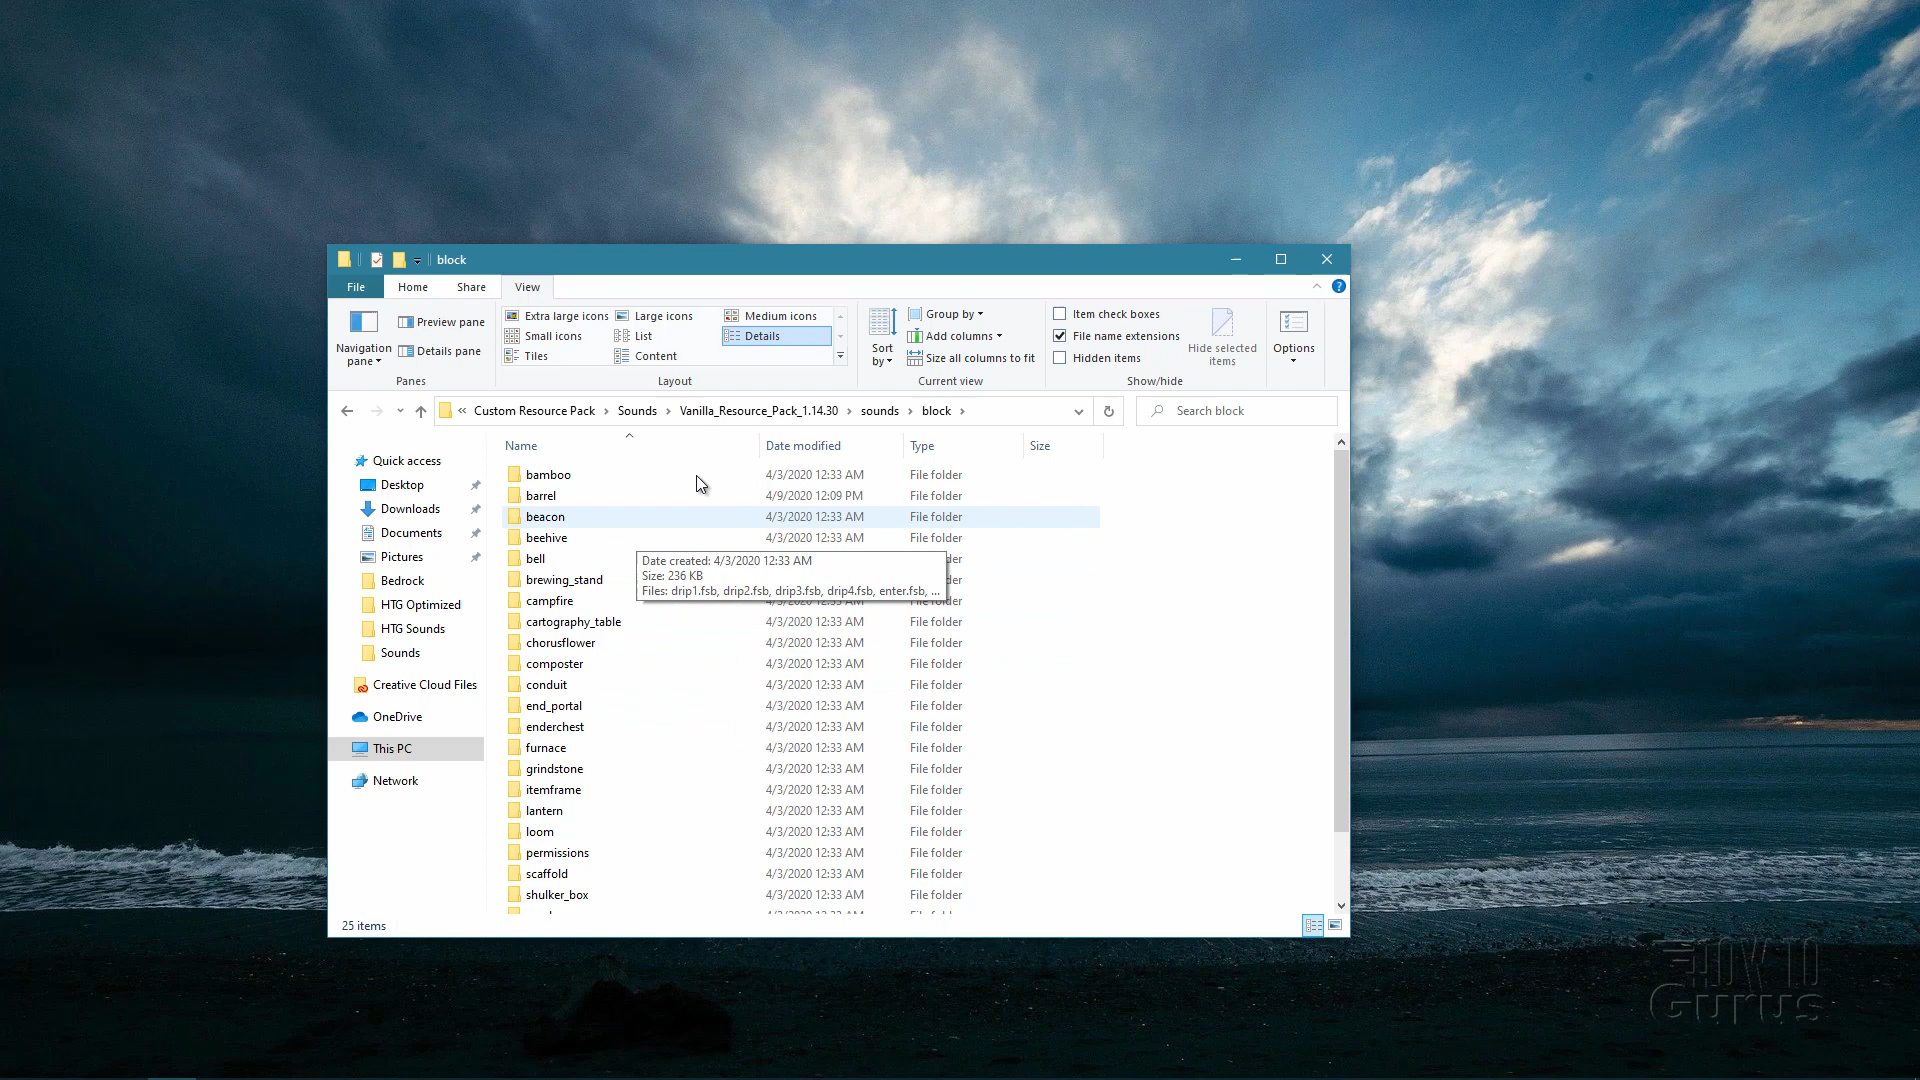 block
File Home Share View
Navigation pane
Preview pane
Details pane
Panes
Extra large icons Large icons Medium icons
Small icons List Details
Tiles Content
Layout
Sort by
Group by
Add columns
Size all columns to fit
Current view
Item check boxes
File name extensions
Hidden items
Hide selected items
Show/hide
Options
« Custom Resource Pack › Sounds › Vanilla_Resource_Pack_1.14.30 › sounds › block ›
Search block
Quick access
Desktop
Downloads
Documents
Pictures
Bedrock
HTG Optimized
HTG Sounds
Sounds
Creative Cloud Files
OneDrive
This PC
Network
Name Date modified Type Size
bamboo 4/3/2020 12:33 AM File folder
barrel 4/9/2020 12:09 PM File folder
beacon 4/3/2020 12:33 AM File folder
beehive 4/3/2020 12:33 AM File folder
bell
brewing_stand
campfire 4/3/2020 12:33 AM File folder
cartography_table 4/3/2020 12:33 AM File folder
chorusflower 4/3/2020 12:33 AM File folder
composter 4/3/2020 12:33 AM File folder
conduit 4/3/2020 12:33 AM File folder
end_portal 4/3/2020 12:33 AM File folder
enderchest 4/3/2020 12:33 AM File folder
furnace 4/3/2020 12:33 AM File folder
grindstone 4/3/2020 12:33 AM File folder
itemframe 4/3/2020 12:33 AM File folder
lantern 4/3/2020 12:33 AM File folder
loom 4/3/2020 12:33 AM File folder
permissions 4/3/2020 12:33 AM File folder
scaffold 4/3/2020 12:33 AM File folder
shulker_box 4/3/2020 12:33 AM File folder
Date created: 4/3/2020 12:33 AM
Size: 236 KB
Files: drip1.fsb, drip2.fsb, drip3.fsb, drip4.fsb, enter.fsb, ...
25 items
HOW TO
GURUS